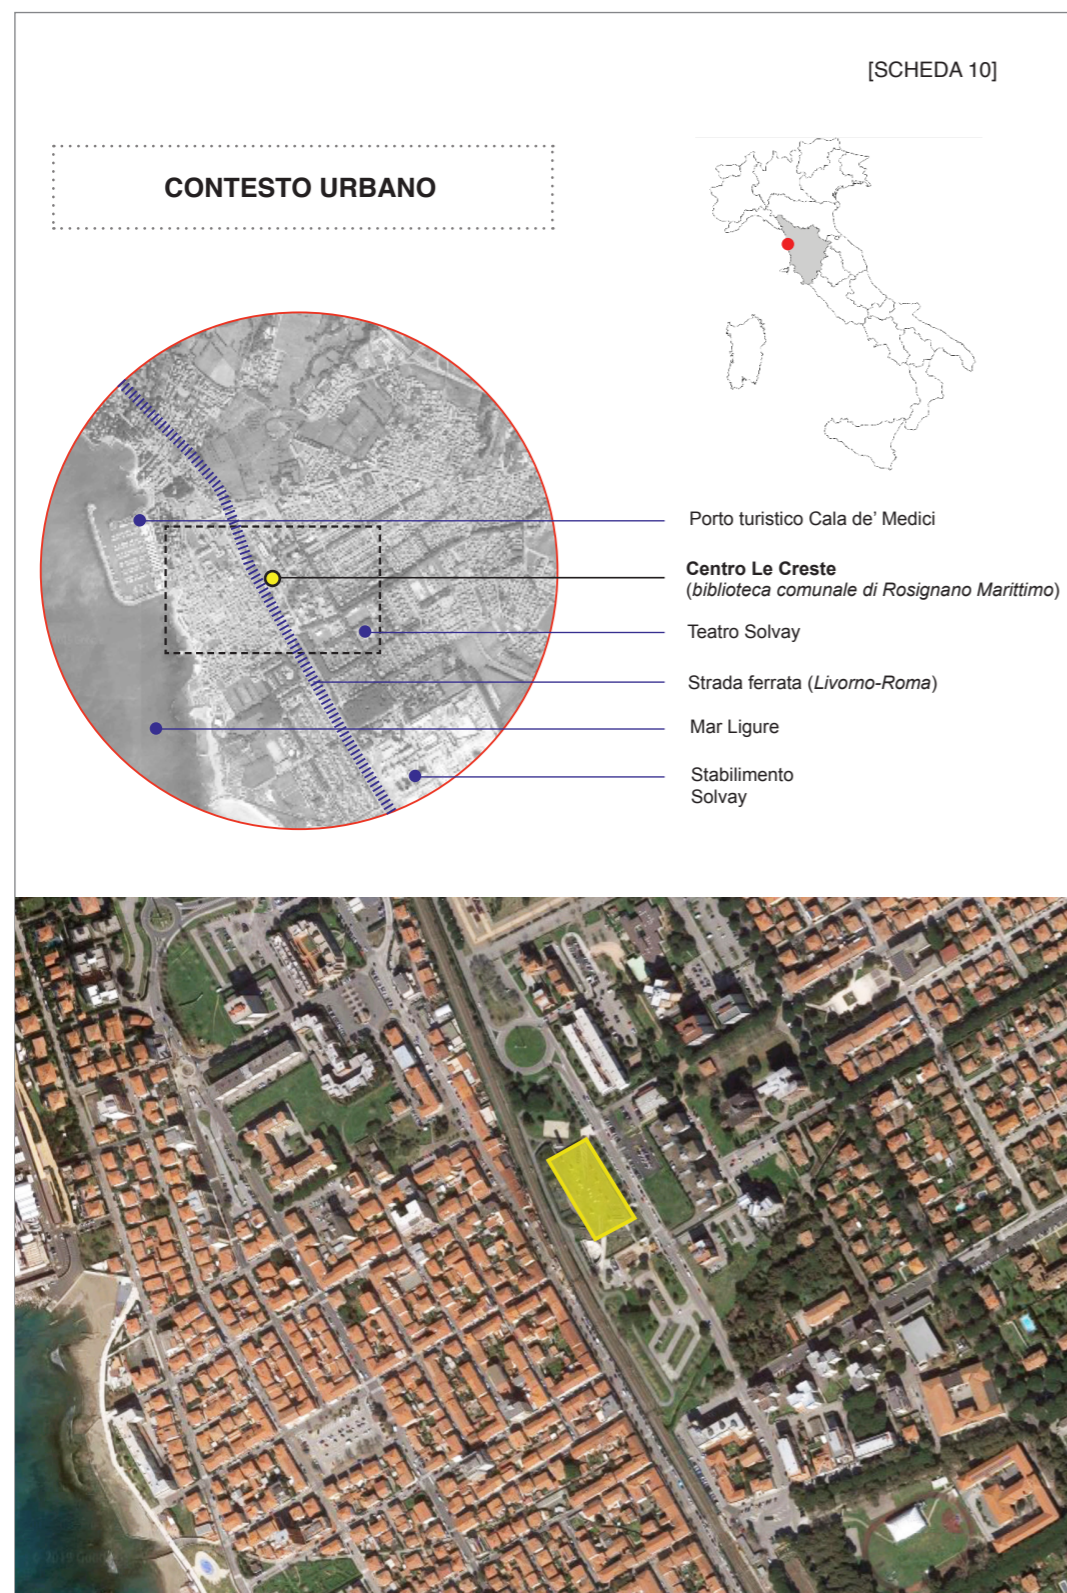 [SCHEDA 10]
CONTESTO URBANO
Porto turistico Cala de' Medici
Centro Le Creste
(biblioteca comunale di Rosignano Marittimo)
Teatro Solvay
Strada ferrata (Livorno-Roma)
Mar Ligure
Stabilimento
Solvay
© 2019